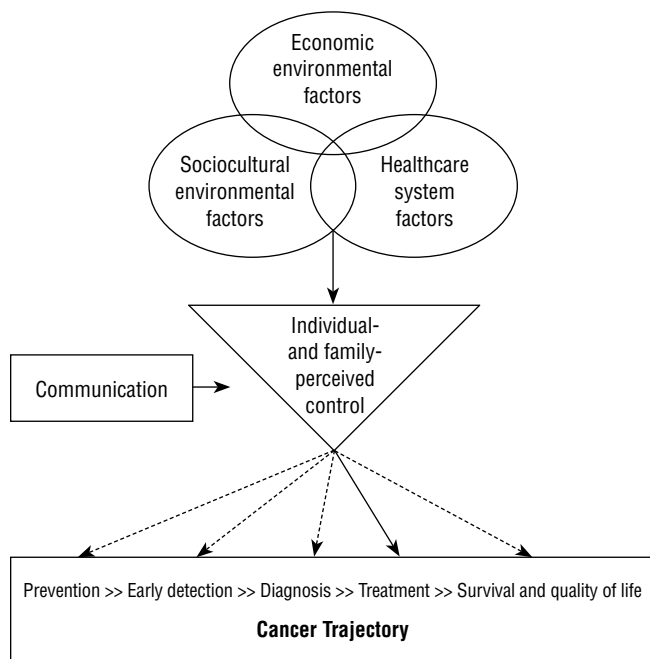 Economic
environmental
factors
Sociocultural
environmental
factors
Healthcare
system
factors
Individual-
and family-
perceived
control
Communication
Prevention >> Early detection >> Diagnosis >> Treatment >> Survival and quality of life
Cancer Trajectory